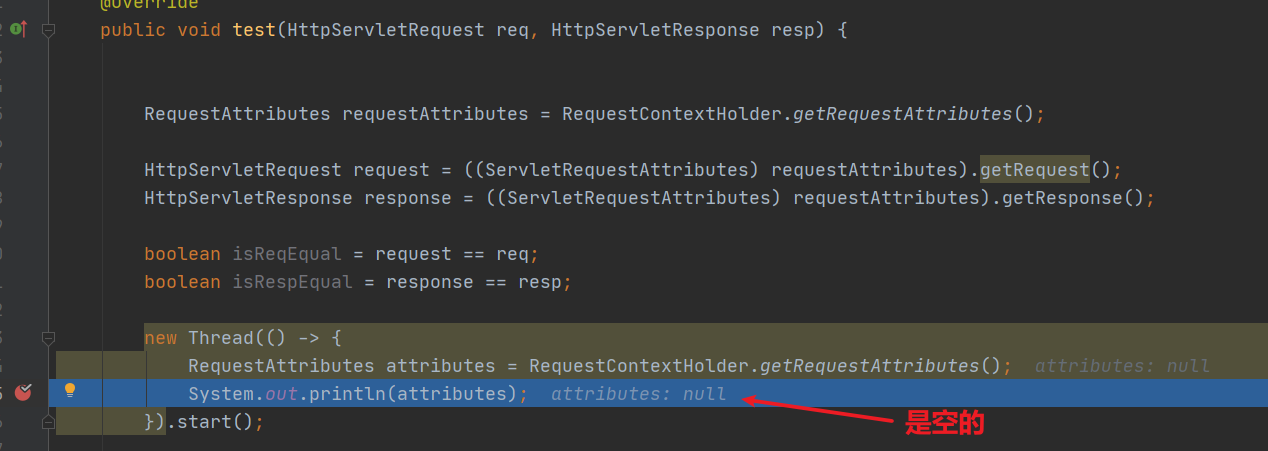 @Override
public void test(HttpServletRequest req, HttpServletResponse resp) {
RequestAttributes requestAttributes = RequestContextHolder.getRequestAttributes();
HttpServletRequest request = ((ServletRequestAttributes) requestAttributes).getRequest();
HttpServletResponse response = ((ServletRequestAttributes) requestAttributes).getResponse();
boolean isReqEqual = request == req;
boolean isRespEqual = response == resp;
new Thread(() -> {
RequestAttributes attributes = RequestContextHolder.getRequestAttributes(); attributes: null
System.out.println(attributes); attributes: null
}).start();
是空的